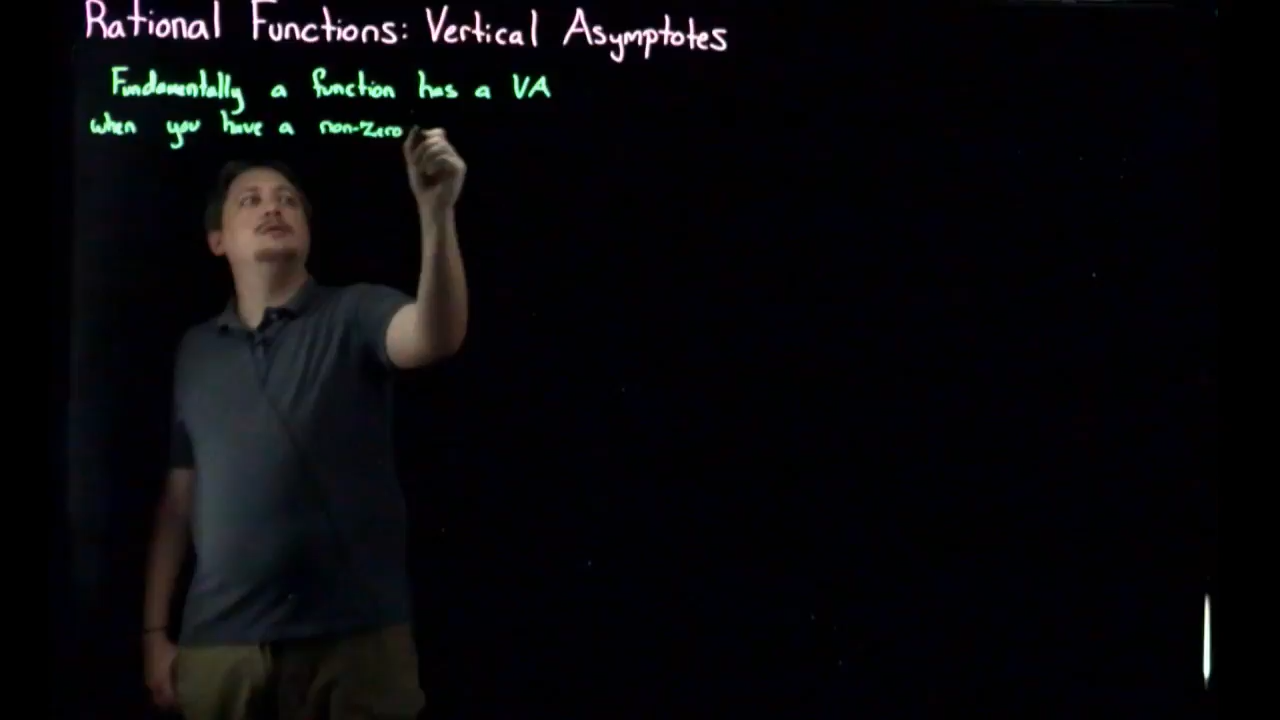 Rational Functions: Vertical Asymptotes
Fundamentally a function has a VA
when you have a non-zero